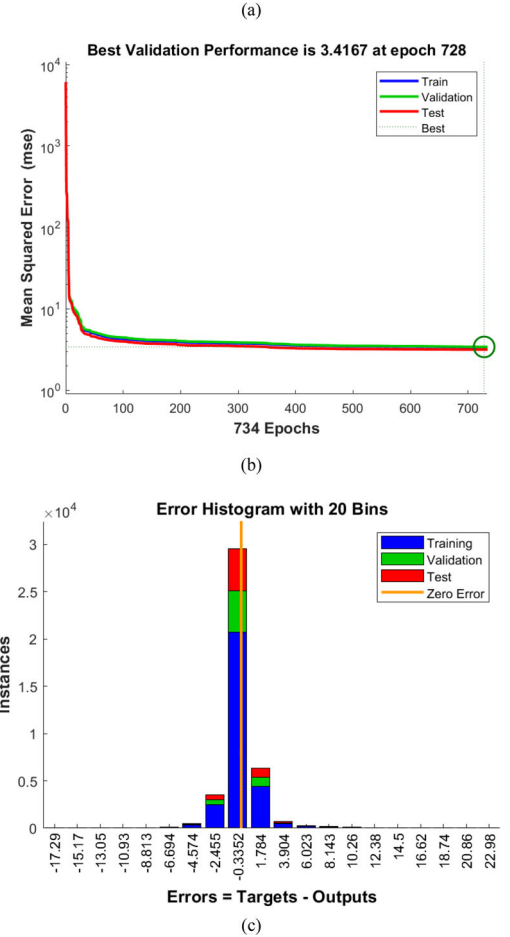 (a)
Best Validation Performance is 3.4167 at epoch 728
10^4
10^3
10^2
10^1
10^0
Mean Squared Error (mse)
Train
Validation
Test
Best
0 100 200 300 400 500 600 700
734 Epochs
(b)
Error Histogram with 20 Bins
×10^4
3
2.5
2
1.5
1
0.5
0
Instances
Training
Validation
Test
Zero Error
-17.29 -15.17 -13.05 -10.93 -8.813 -6.694 -4.574 -2.455 -0.3352 1.784 3.904 6.023 8.143 10.26 12.38 14.5 16.62 18.74 20.86 22.98
Errors = Targets - Outputs
(c)